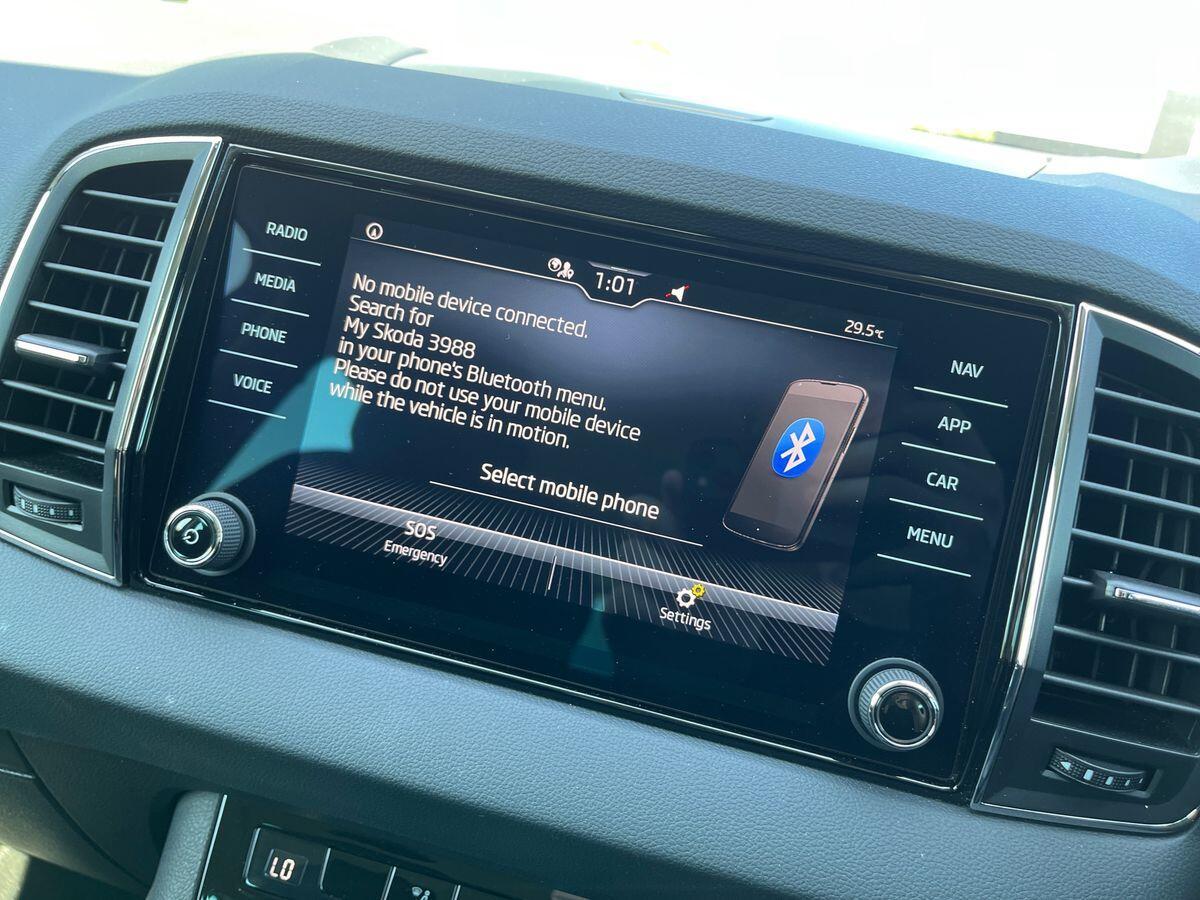 RADIO
MEDIA
PHONE
VOICE
1:01
29.5℃
No mobile device connected.
Search for
My Skoda 3988
in your phone's Bluetooth menu.
Please do not use your mobile device
while the vehicle is in motion.
Select mobile phone
SOS
Emergency
Settings
NAV
APP
CAR
MENU
LO